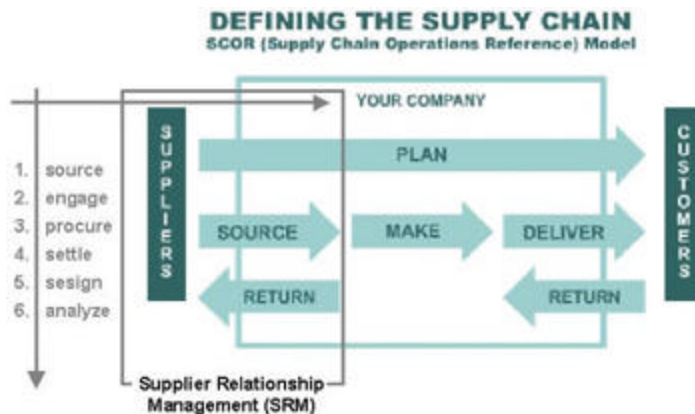 DEFINING THE SUPPLY CHAIN
SCOR (Supply Chain Operations Reference) Model
YOUR COMPANY
SUPPLIERS
CUSTOMERS
PLAN
1. source
2. engage
3. procure
4. settle
5. sesign
6. analyze
SOURCE
MAKE
DELIVER
RETURN
RETURN
Supplier Relationship
Management (SRM)